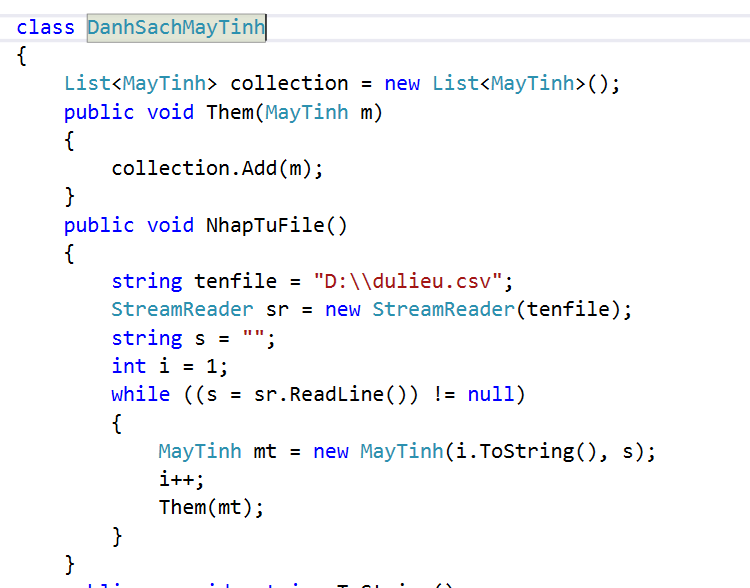 class DanhSachMayTinh
{
    List<MayTinh> collection = new List<MayTinh>();
    public void Them(MayTinh m)
    {
        collection.Add(m);
    }
    public void NhapTuFile()
    {
        string tenfile = "D:\\dulieu.csv";
        StreamReader sr = new StreamReader(tenfile);
        string s = "";
        int i = 1;
        while ((s = sr.ReadLine()) != null)
        {
            MayTinh mt = new MayTinh(i.ToString(), s);
            i++;
            Them(mt);
        }
    }